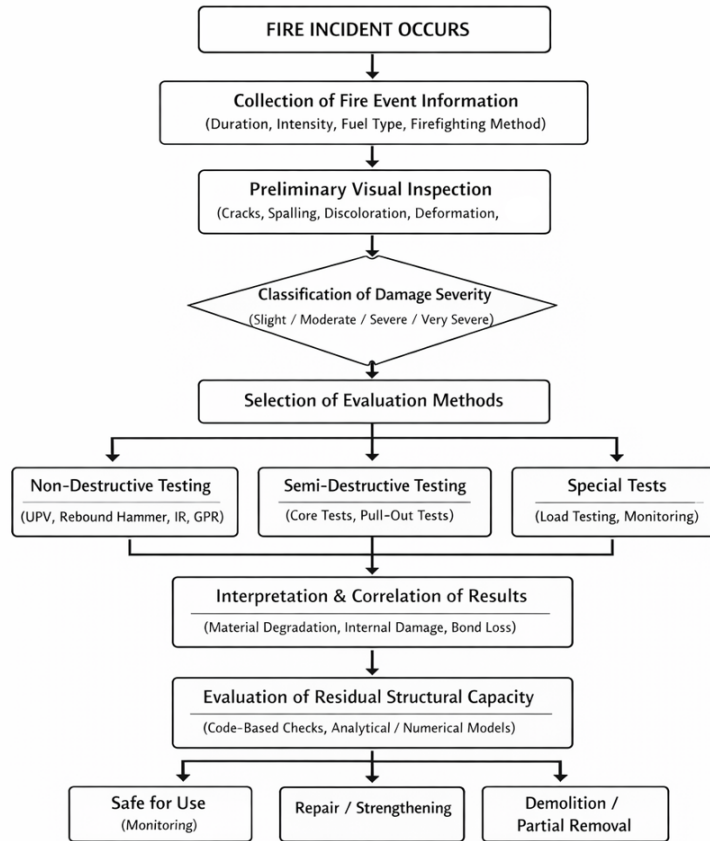 FIRE INCIDENT OCCURS
Collection of Fire Event Information
(Duration, Intensity, Fuel Type, Firefighting Method)
Preliminary Visual Inspection
(Cracks, Spalling, Discoloration, Deformation,
Classification of Damage Severity
(Slight / Moderate / Severe / Very Severe)
Selection of Evaluation Methods
Non-Destructive Testing
(UPV, Rebound Hammer, IR, GPR)
Semi-Destructive Testing
(Core Tests, Pull-Out Tests)
Special Tests
(Load Testing, Monitoring)
Interpretation & Correlation of Results
(Material Degradation, Internal Damage, Bond Loss)
Evaluation of Residual Structural Capacity
(Code-Based Checks, Analytical / Numerical Models)
Safe for Use
(Monitoring)
Repair / Strengthening
Demolition /
Partial Removal